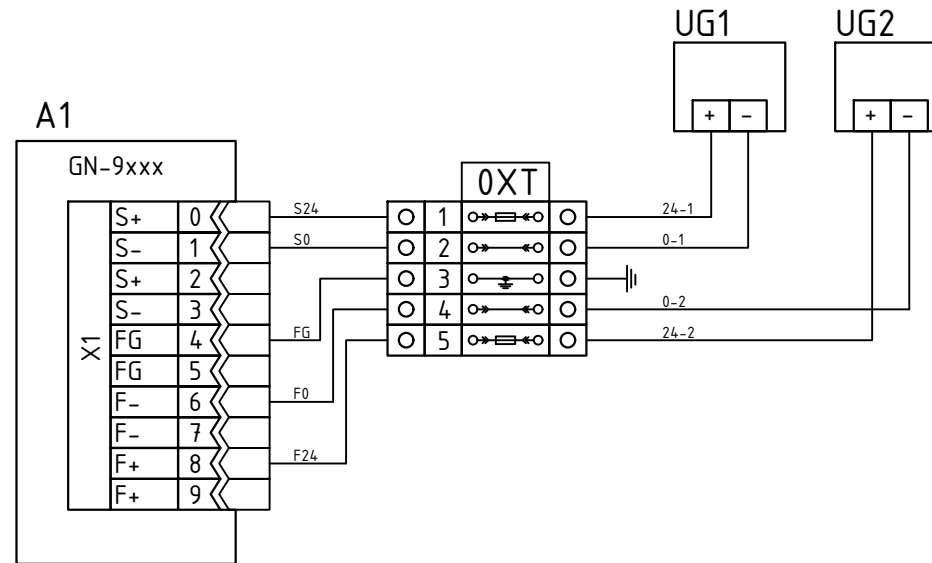 UG1 UG2
+ - + -
A1
GN-9xxx
0XT
S+ 0 S24 1 24-1
S- 1 S0 2 0-1
S+ 2 3
S- 3 4 0-2
FG 4 FG 5 24-2
X1
FG 5
F- 6 F0
F- 7
F+ 8 F24
F+ 9